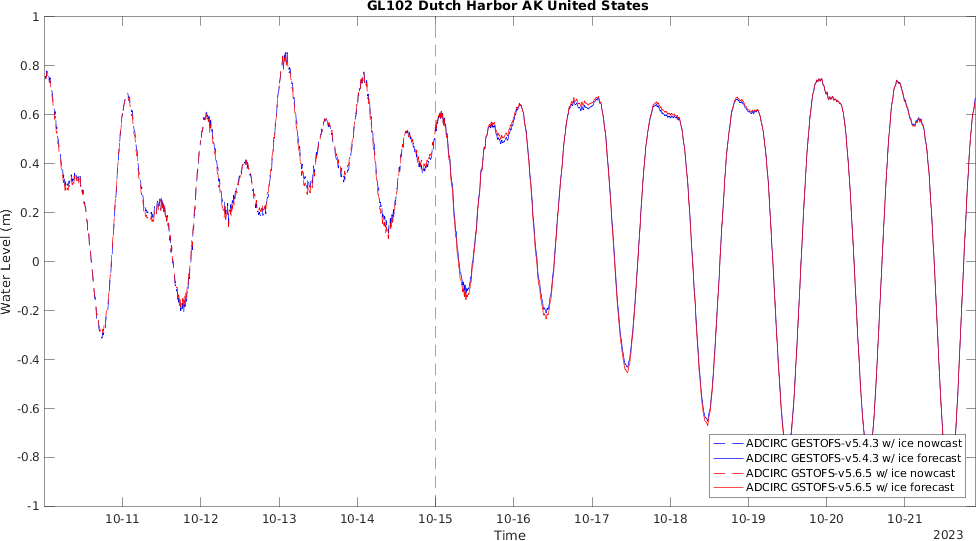 GL102 Dutch Harbor AK United States
1
0.8
0.6
0.4
0.2
0
-0.2
-0.4
-0.6
-0.8
-1
Water Level (m)
ADCIRC GESTOFS-v5.4.3 w/ ice nowcast
ADCIRC GESTOFS-v5.4.3 w/ ice forecast
ADCIRC GSTOFS-v5.6.5 w/ ice nowcast
ADCIRC GSTOFS-v5.6.5 w/ ice forecast
10-11 10-12 10-13 10-14 10-15 10-16 10-17 10-18 10-19 10-20 10-21
Time
2023